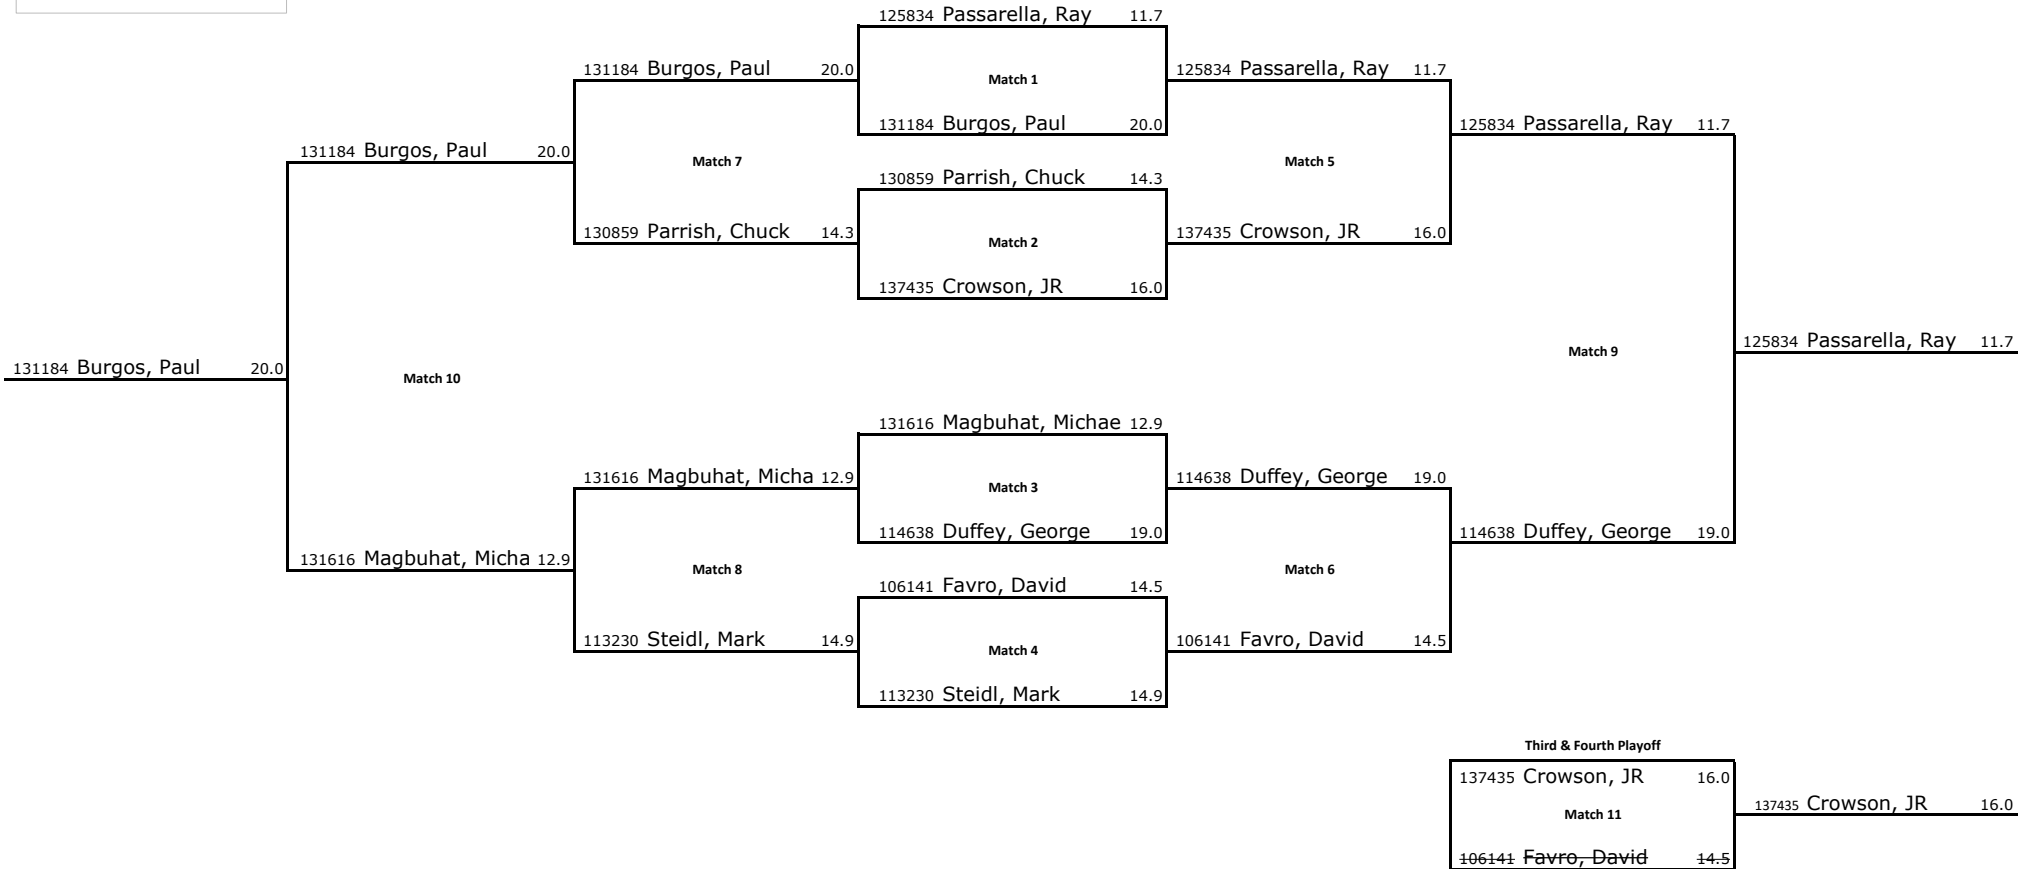 125834 Passarella, Ray 11.7
131184 Burgos, Paul 20.0
Match 1
125834 Passarella, Ray 11.7
131184 Burgos, Paul 20.0
125834 Passarella, Ray 11.7
131184 Burgos, Paul 20.0
Match 7
Match 5
130859 Parrish, Chuck 14.3
130859 Parrish, Chuck 14.3
Match 2
137435 Crowson, JR 16.0
137435 Crowson, JR 16.0
125834 Passarella, Ray 11.7
Match 9
131184 Burgos, Paul 20.0
Match 10
131616 Magbuhat, Michae 12.9
131616 Magbuhat, Micha 12.9
Match 3
114638 Duffey, George 19.0
114638 Duffey, George 19.0
114638 Duffey, George 19.0
131616 Magbuhat, Micha 12.9
Match 8
Match 6
106141 Favro, David 14.5
113230 Steidl, Mark 14.9
Match 4
106141 Favro, David 14.5
113230 Steidl, Mark 14.9
Third & Fourth Playoff
137435 Crowson, JR 16.0
Match 11
137435 Crowson, JR 16.0
106141 Favro, David 14.5